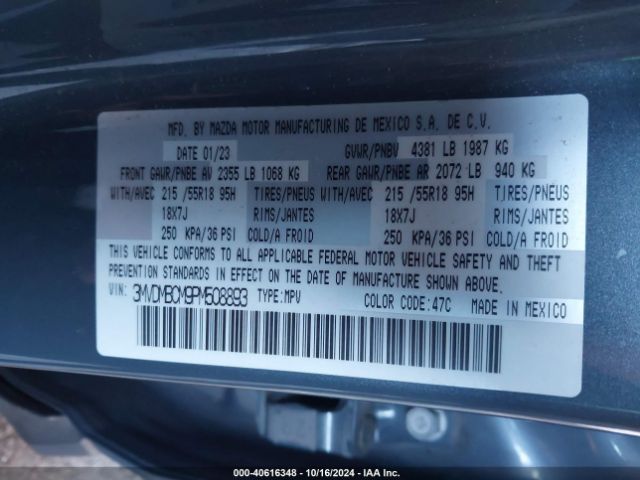 MFD. BY MAZDA MOTOR MANUFACTURING DE MEXICO S.A. DE C.V.
DATE 01/23 GVWR/PNBV 4381 LB 1987 KG
FRONT GAWR/PNBE AV 2355 LB 1068 KG REAR GAWR/PNBE AR 2072 LB 940 KG
WITH/AVEC 215 /55R18 95H TIRES/PNEUS WITH/AVEC 215 /55R18 95H TIRES/PNEUS
18X7J RIMS/JANTES 18X7J RIMS/JANTES
250 KPA/36 PSI COLD/A FROID 250 KPA/36 PSI COLD/A FROID
THIS VEHICLE CONFORMS TO ALL APPLICABLE FEDERAL MOTOR VEHICLE SAFETY AND THEFT
PREVENTION STANDARDS IN EFFECT ON THE DATE OF MANUFACTURE SHOWN ABOVE.
VIN: 3MVDMBCM9PM508893 TYPE:MPV COLOR CODE:47C MADE IN MEXICO
000-40616348 - 10/16/2024 - IAA Inc.